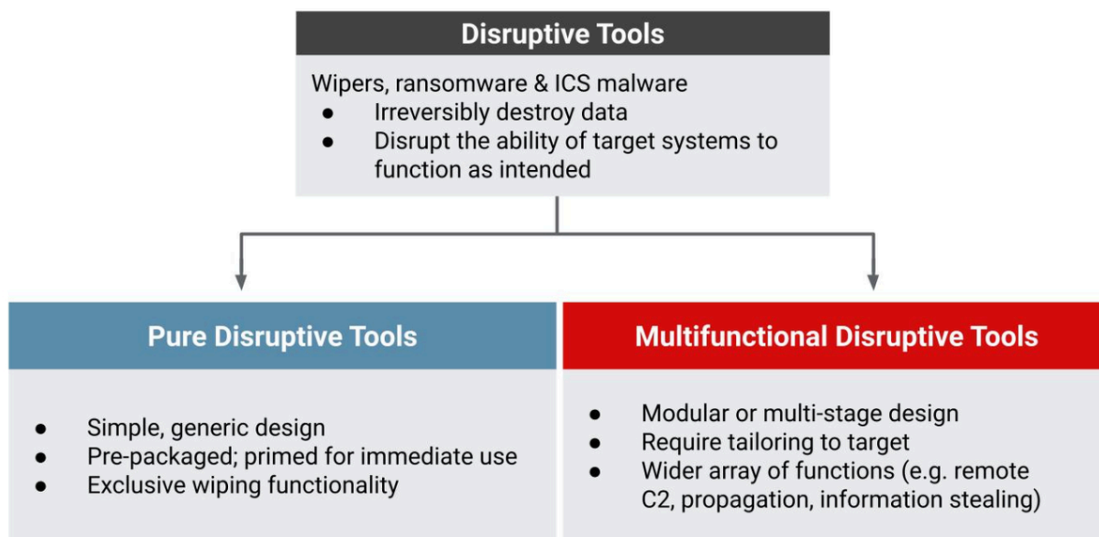 Disruptive Tools
Wipers, ransomware & ICS malware
● Irreversibly destroy data
● Disrupt the ability of target systems to
function as intended
Pure Disruptive Tools
● Simple, generic design
● Pre-packaged; primed for immediate use
● Exclusive wiping functionality
Multifunctional Disruptive Tools
● Modular or multi-stage design
● Require tailoring to target
● Wider array of functions (e.g. remote
C2, propagation, information stealing)